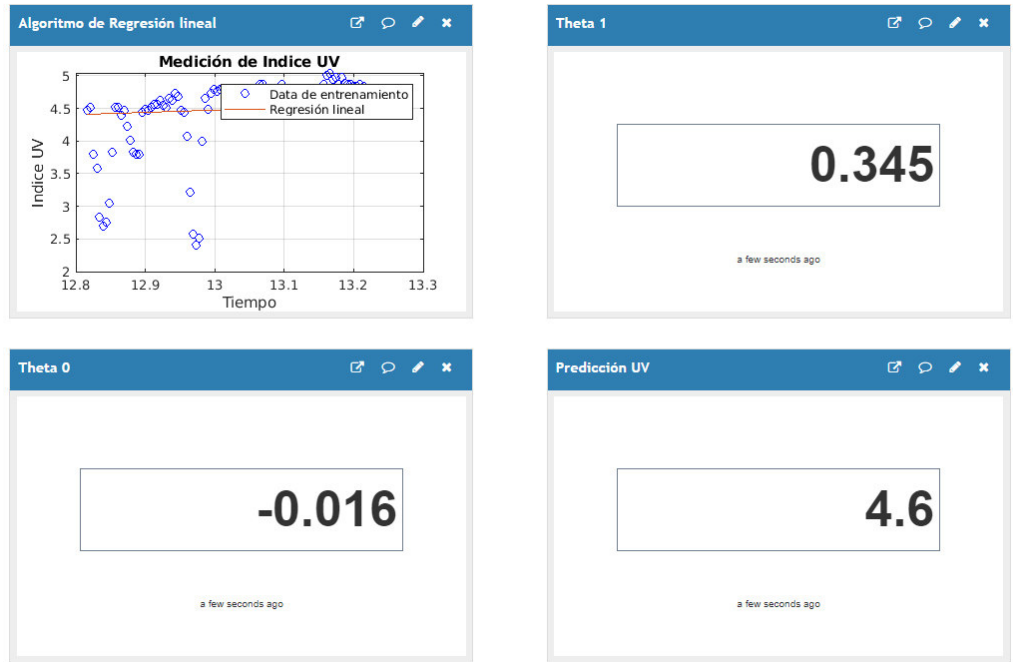 Algoritmo de Regresión lineal
Medición de Indice UV
5
4.5
4
3.5
3
2.5
2
Indice UV
Data de entrenamiento
Regresión lineal
12.8
12.9
13
13.1
13.2
13.3
Tiempo
Theta 1
0.345
a few seconds ago
Theta 0
-0.016
a few seconds ago
Predicción UV
4.6
a few seconds ago